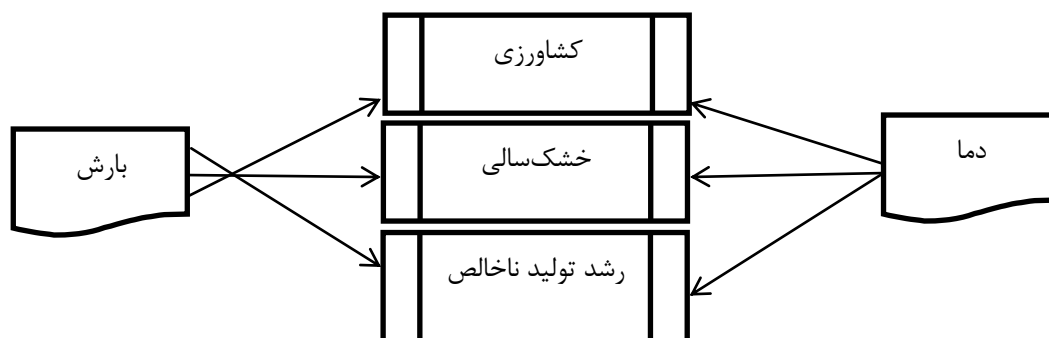 کشاورزی
دما
بارش
خشک‌سالی
رشد تولید ناخالص